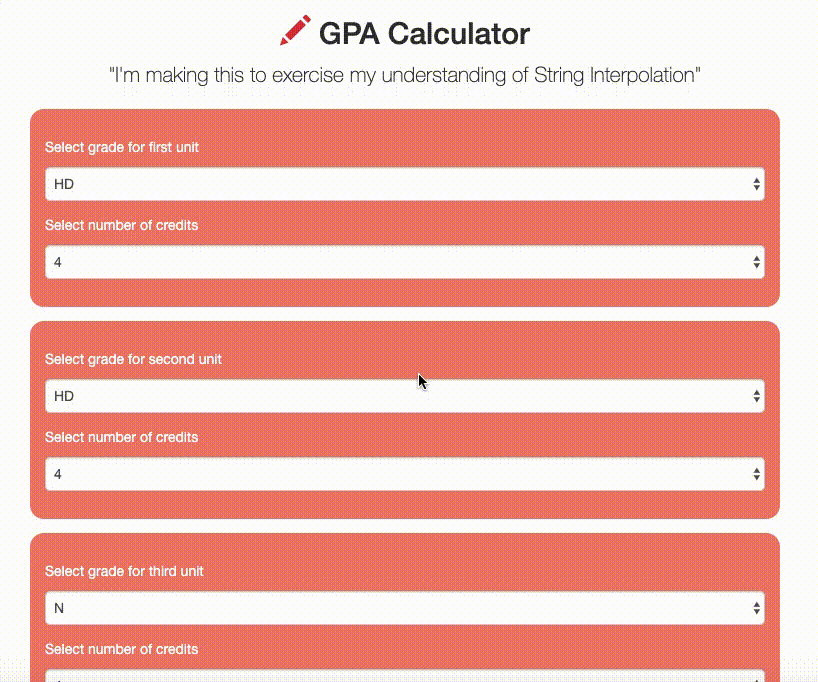 GPA Calculator
"I'm making this to exercise my understanding of String Interpolation"
Select grade for first unit
HD
Select number of credits
4
Select grade for second unit
HD
Select number of credits
4
Select grade for third unit
N
Select number of credits